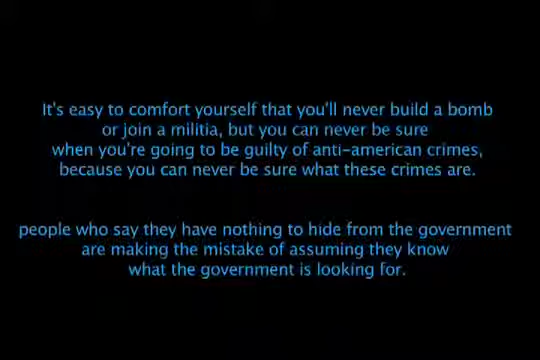 It's easy to comfort yourself that you'll never build a bomb
or join a militia, but you can never be sure
when you're going to be guilty of anti-american crimes,
because you can never be sure what these crimes are.
people who say they have nothing to hide from the government
are making the mistake of assuming they know
what the government is looking for.